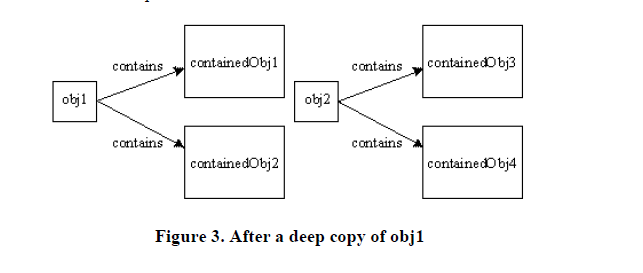 contains
containedObj1
obj1
contains
containedObj2
contains
containedObj3
obj2
contains
containedObj4
Figure 3. After a deep copy of obj1